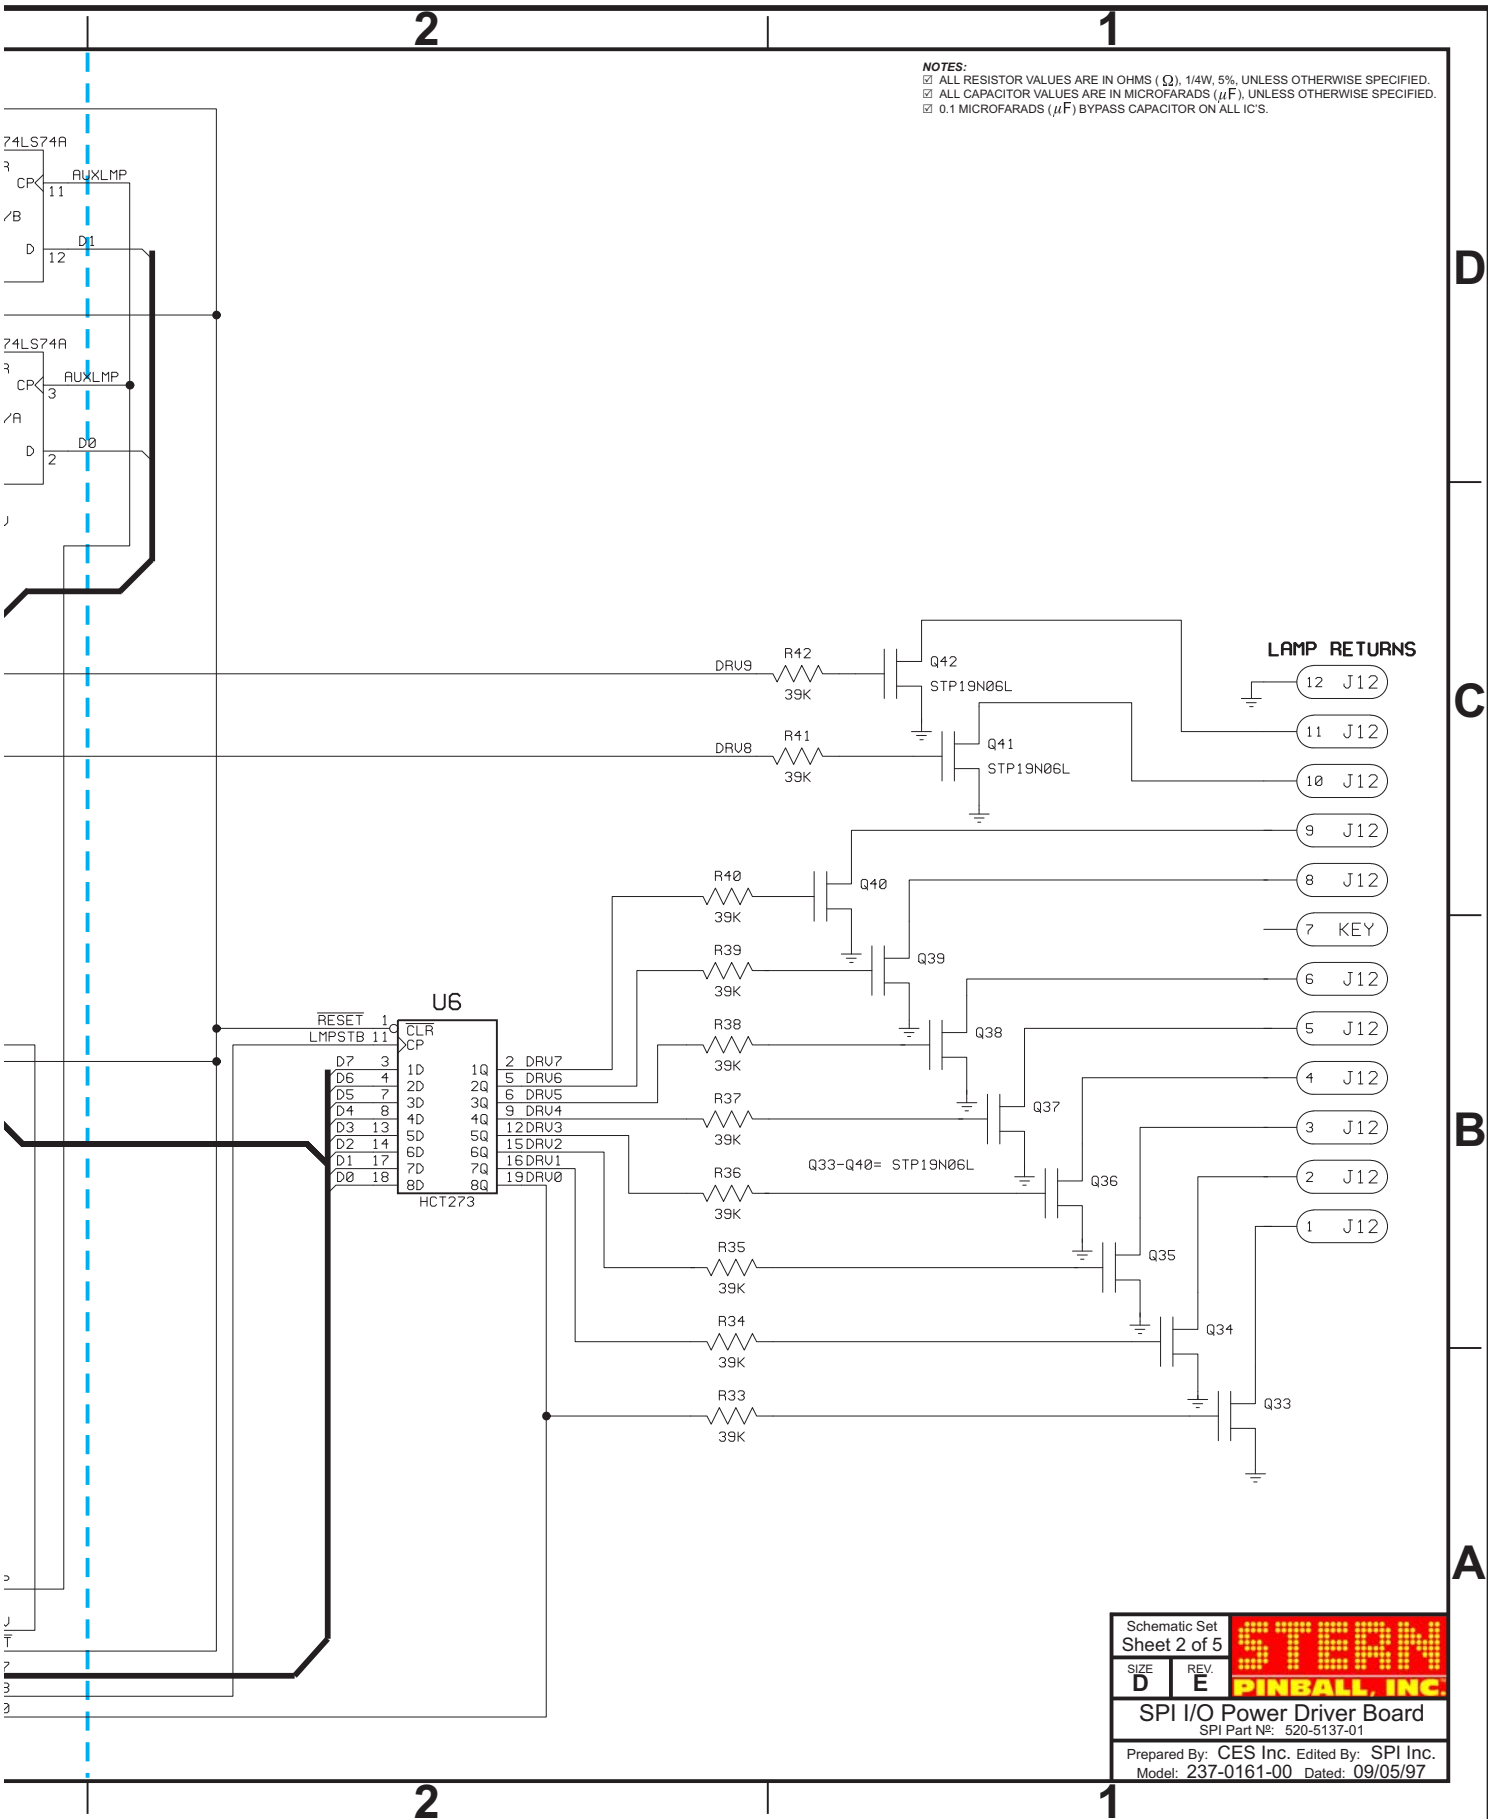 2 1
NOTES:
☑ ALL RESISTOR VALUES ARE IN OHMS ( Ω), 1/4W, 5%, UNLESS OTHERWISE SPECIFIED.
☑ ALL CAPACITOR VALUES ARE IN MICROFARADS (μF), UNLESS OTHERWISE SPECIFIED.
☑ 0.1 MICROFARADS (μF) BYPASS CAPACITOR ON ALL IC'S.
74LS74A
CP 11 AUXLMP
/B
D 12 D1
D
74LS74A
CP 3 AUXLMP
/A
D 2 D0
LAMP RETURNS
DRV9 R42 39K Q42 STP19N06L
12 J12
C
11 J12
DRV8 R41 39K Q41 STP19N06L
10 J12
9 J12
R40 39K Q40
8 J12
7 KEY
R39 39K Q39
6 J12
U6
R38 39K Q38
5 J12
RESET 1 CLR
LMPSTB 11 CP
D7 3 1D 1Q 2 DRV7
D6 4 2D 2Q 5 DRV6
D5 7 3D 3Q 6 DRV5
D4 8 4D 4Q 9 DRV4
D3 13 5D 5Q 12 DRV3
D2 14 6D 6Q 15 DRV2
D1 17 7D 7Q 16 DRV1
D0 18 8D 8Q 19 DRV0
HCT273
4 J12
R37 39K Q37
3 J12
B
Q33-Q40= STP19N06L
R36 39K Q36
2 J12
1 J12
R35 39K Q35
R34 39K Q34
R33 39K Q33
A
Schematic Set
Sheet 2 of 5
SIZE
D
REV.
E
STERN
PINBALL, INC.
SPI I/O Power Driver Board
SPI Part Nº: 520-5137-01
Prepared By: CES Inc. Edited By: SPI Inc.
Model: 237-0161-00 Dated: 09/05/97
2 1